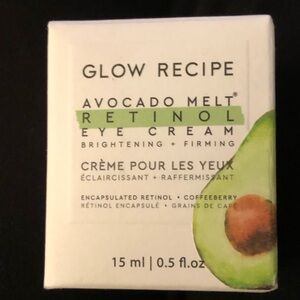 GLOW RECIPE
AVOCADO MELT®
RETINOL
EYE CREAM
BRIGHTENING + FIRMING
CRÈME POUR LES YEUX
ÉCLAIRCISSANT + RAFFERMISSANT
ENCAPSULATED RETINOL • COFFEEBERRY
RÉTINOL ENCAPSULÉ • GRAINS DE CAFÉ
15 ml | 0.5 fl.oz